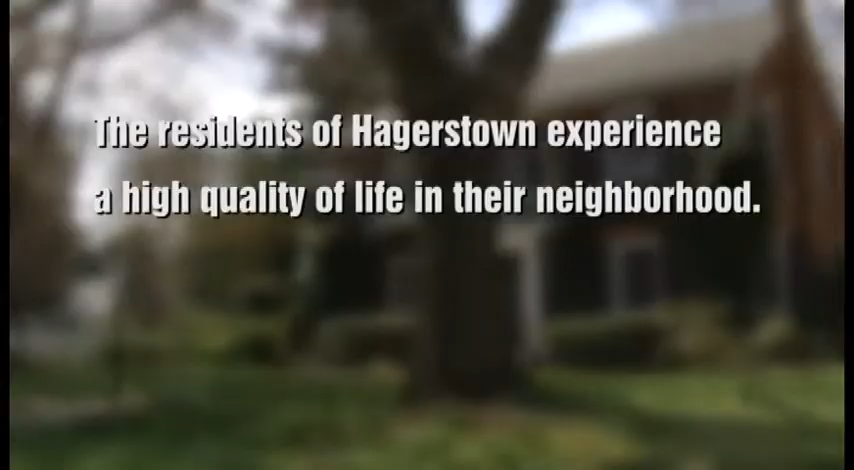 The residents of Hagerstown experience
a high quality of life in their neighborhood.